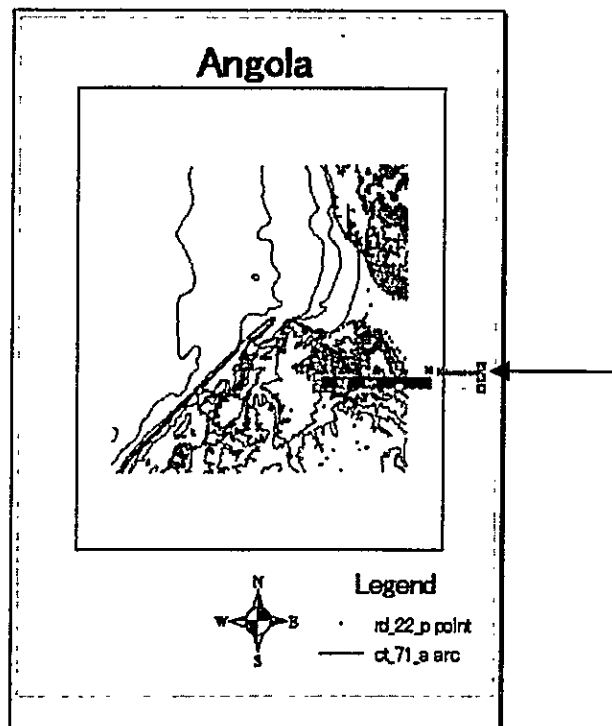 Angola
N
W E
S
Legend
rd_22_p point
ct_71_a arc